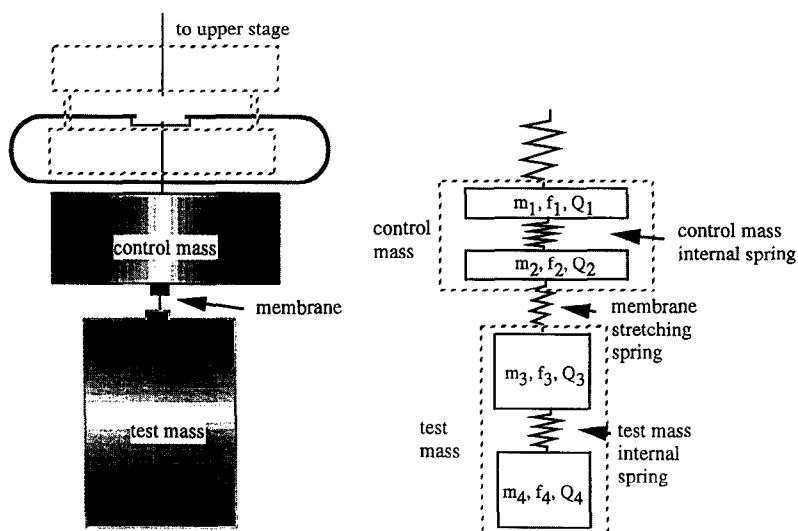 to upper stage
control mass
membrane
test mass
control
mass
m1, f1, Q1
m2, f2, Q2
control mass
internal spring
membrane
stretching
spring
m3, f3, Q3
test
mass
test mass
internal
spring
m4, f4, Q4